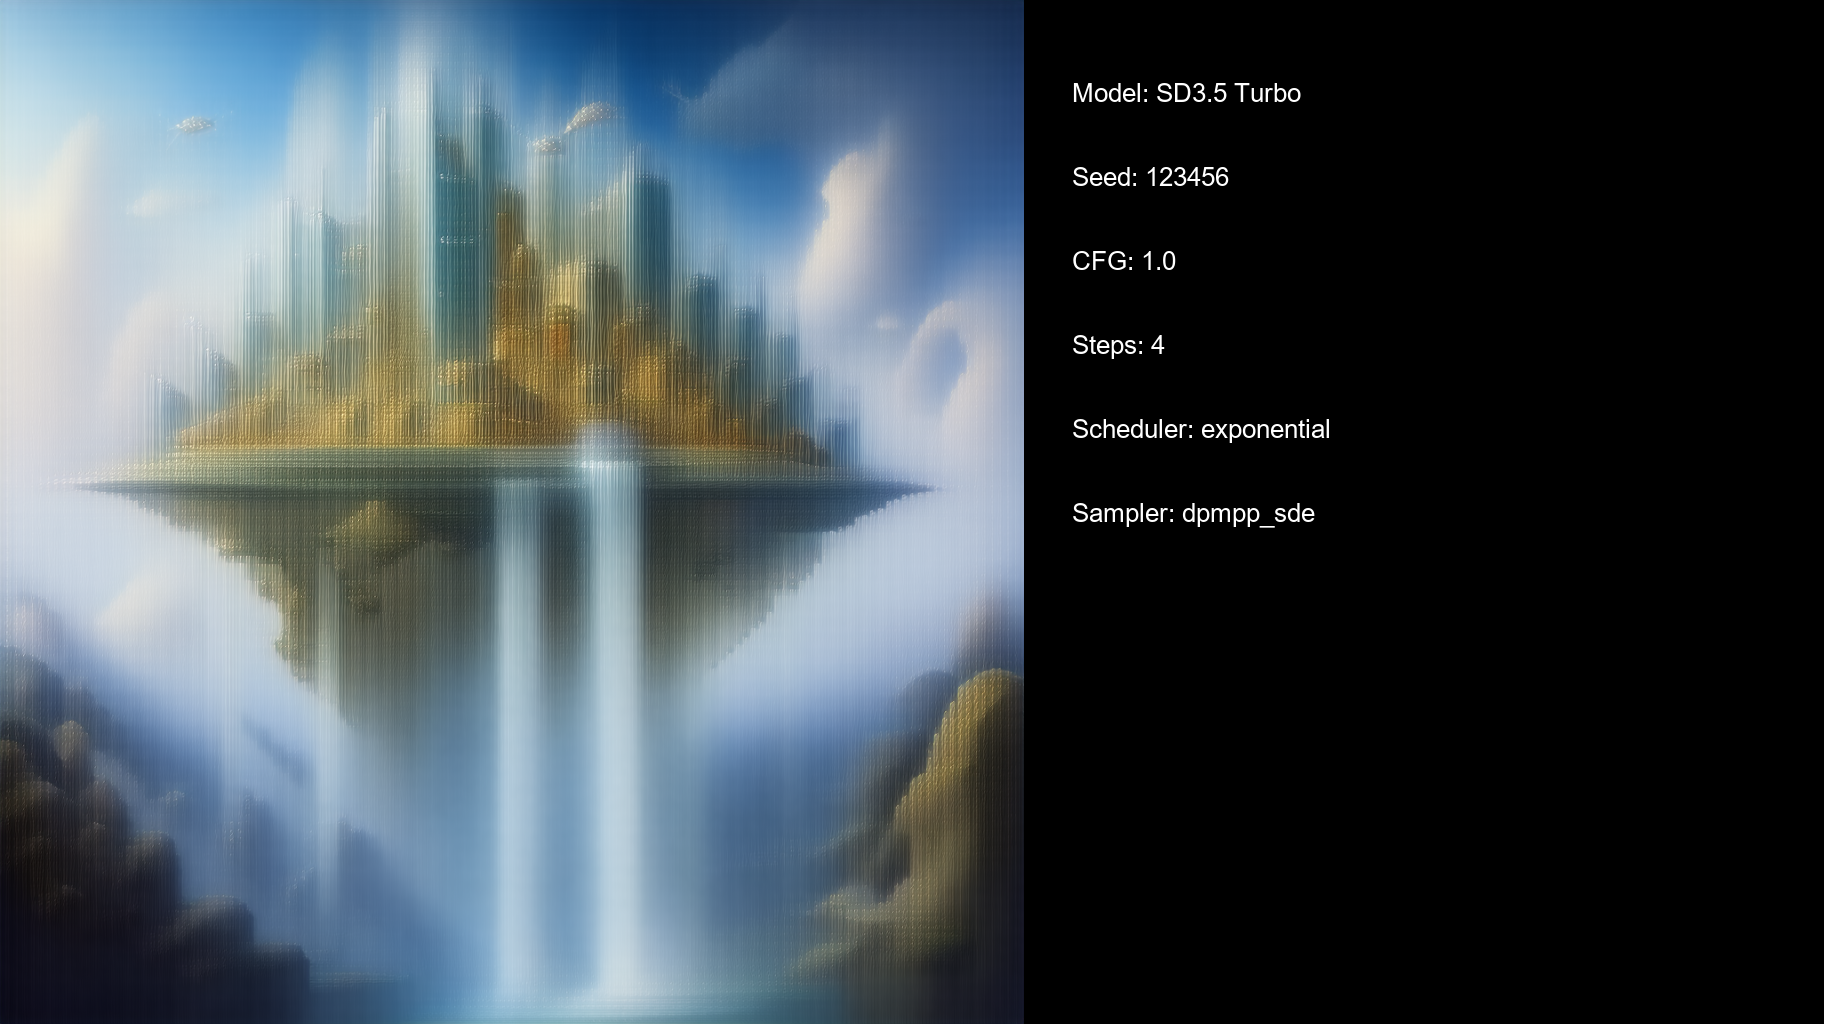 Model: SD3.5 Turbo
Seed: 123456
CFG: 1.0
Steps: 4
Scheduler: exponential
Sampler: dpmpp_sde